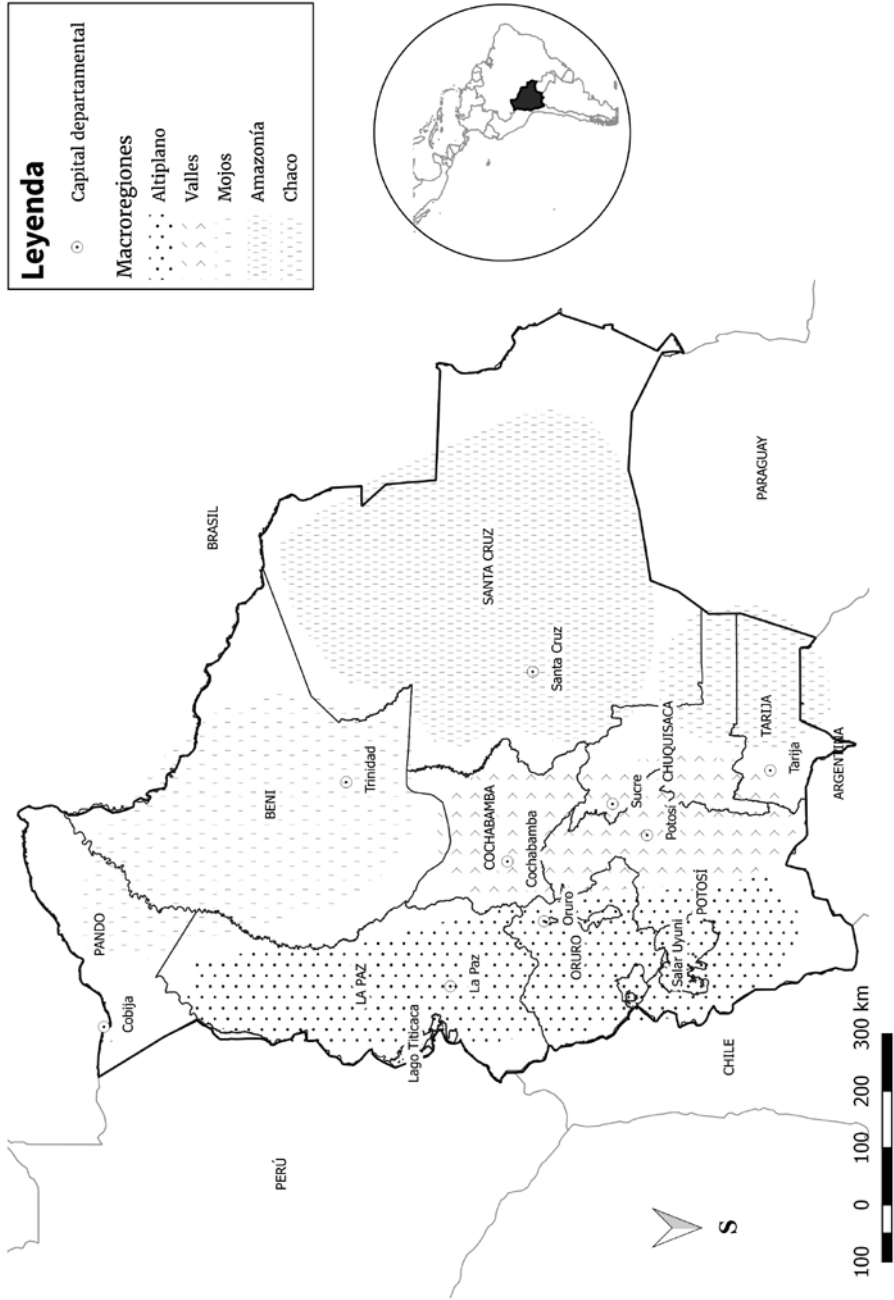 Leyenda
Capital departamental
Macroregiones
Altiplano
Valles
Mojos
Amazonía
Chaco
BRASIL
PANDO
Cobija
BENI
Trinidad
PERÚ
LA PAZ
La Paz
Lago Titicaca
COCHABAMBA
Cochabamba
SANTA CRUZ
Santa Cruz
Oruro
ORURO
Sucre
CHUQUISACA
Potosí
POTOSÍ
Salar Uyuni
TARIJA
Tarija
PARAGUAY
CHILE
ARGENTINA
S
100 0 100 200 300 km